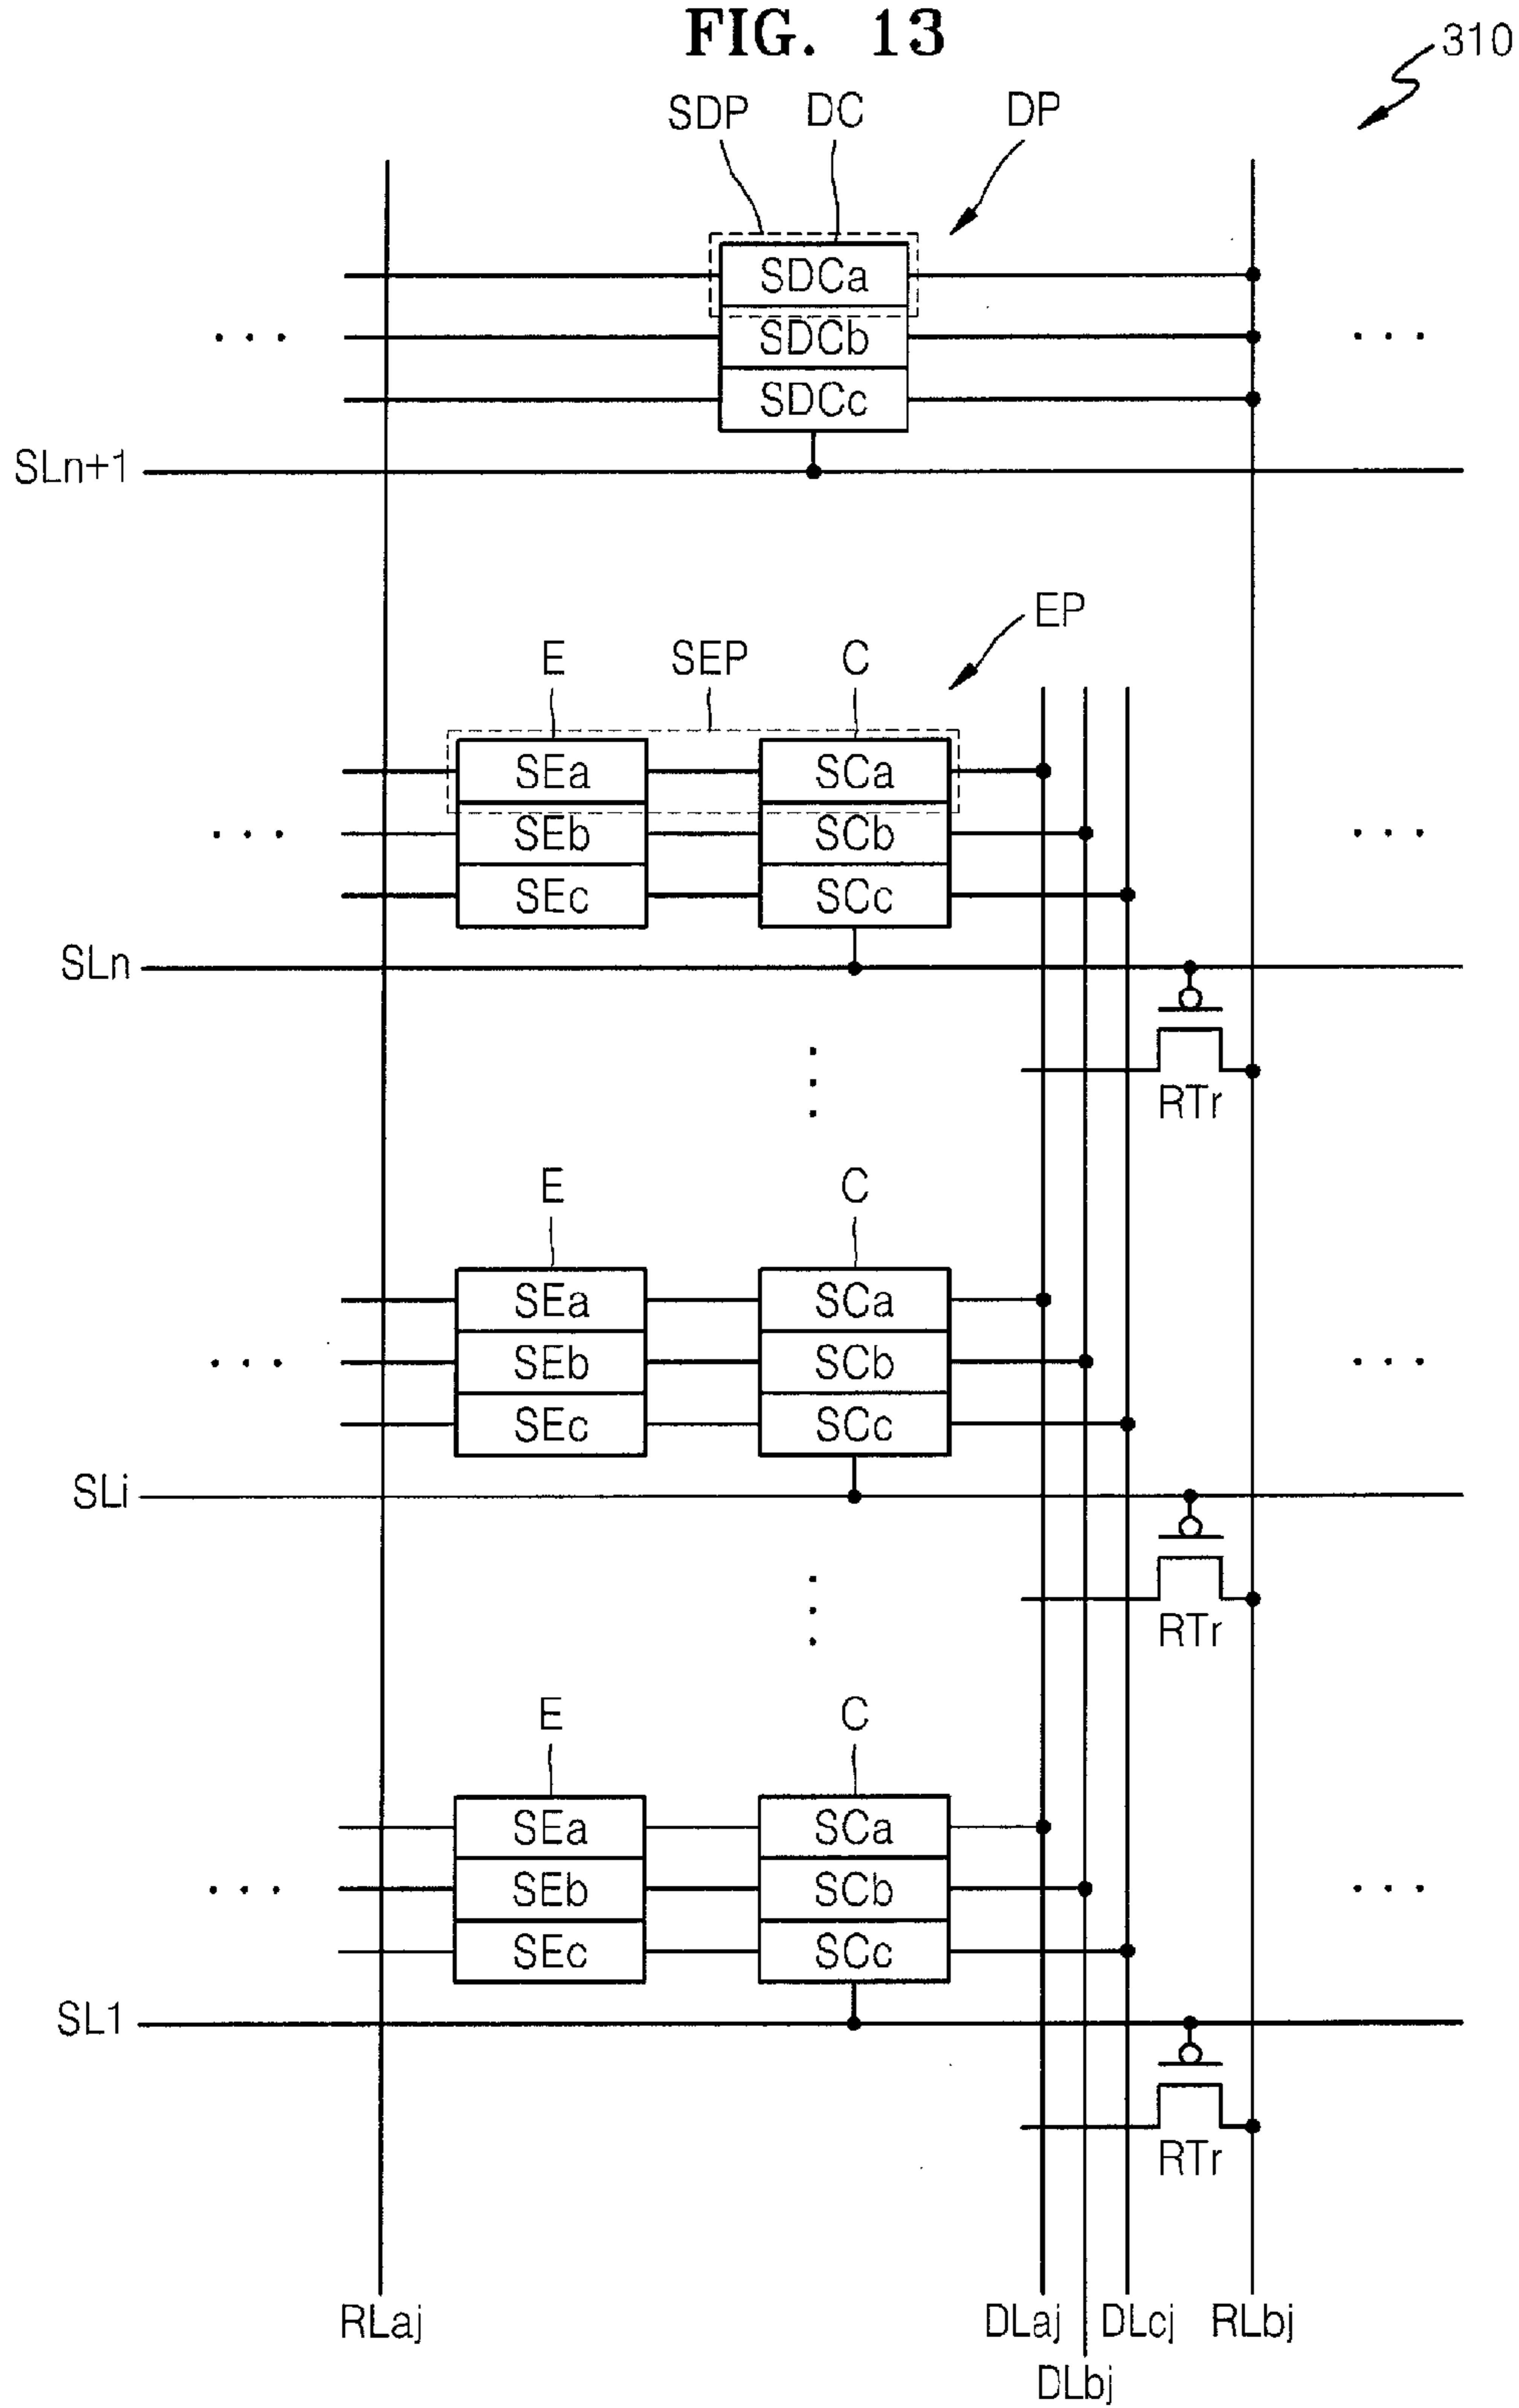 FIG. 13
310
SDP DC DP
SDCa
. . . SDCb . . .
SDCc
SLn+1
EP
E SEP C
SEa SCa
. . . SEb SCb . . .
SEc SCc
SLn
RTr
E C
SEa SCa
. . . SEb SCb . . .
SEc SCc
SLi
RTr
E C
SEa SCa
. . . SEb SCb . . .
SEc SCc
SL1
RTr
RLaj DLaj DLcj RLbj
DLbj